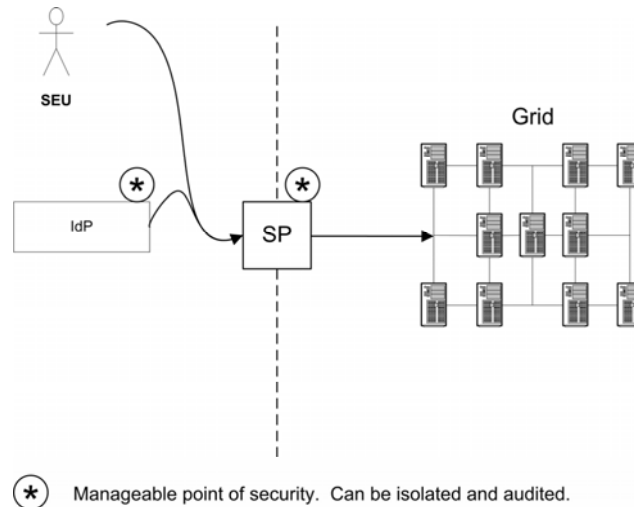 SEU
Grid
*
*
IdP
SP
* Manageable point of security. Can be isolated and audited.